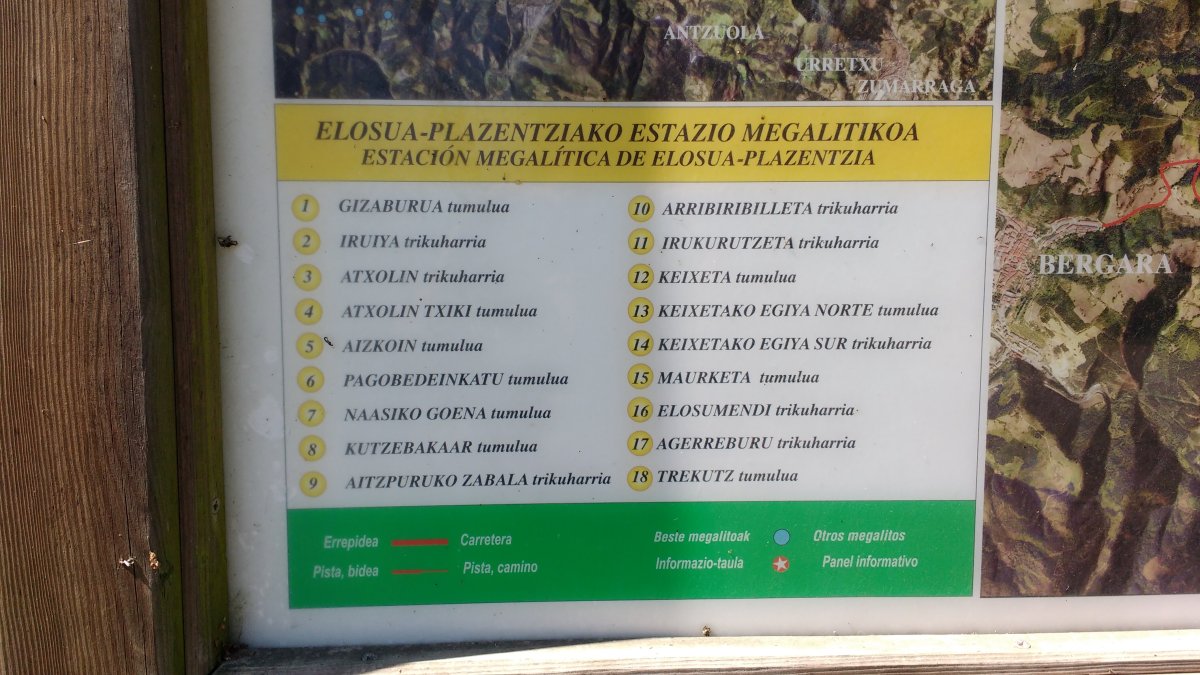 ANTZUOLA
URRETXU
ZUMARRAGA
ELOSUA-PLAZENTZIAKO ESTAZIO MEGALITIKOA
ESTACIÓN MEGALÍTICA DE ELOSUA-PLAZENTZIA
1 GIZABURUA tumulua
2 IRUIYA trikuharria
3 ATXOLIN trikuharria
4 ATXOLIN TXIKI tumulua
5 AIZKOIN tumulua
6 PAGOBEDEINKATU tumulua
7 NAASIKO GOENA tumulua
8 KUTZEBAKAAR tumulua
9 AITZPURUKO ZABALA trikuharria
10 ARRIBIRIBILLETA trikuharria
11 IRUKURUTZETA trikuharria
12 KEIXETA tumulua
13 KEIXETAKO EGIYA NORTE tumulua
14 KEIXETAKO EGIYA SUR trikuharria
15 MAURKETA tumulua
16 ELOSUMENDI trikuharria
17 AGERREBURU trikuharria
18 TREKUTZ tumulua
Errepidea Carretera
Pista, bidea Pista, camino
Beste megalitoak Otros megalitos
Informazio-taula Panel informativo
BERGARA